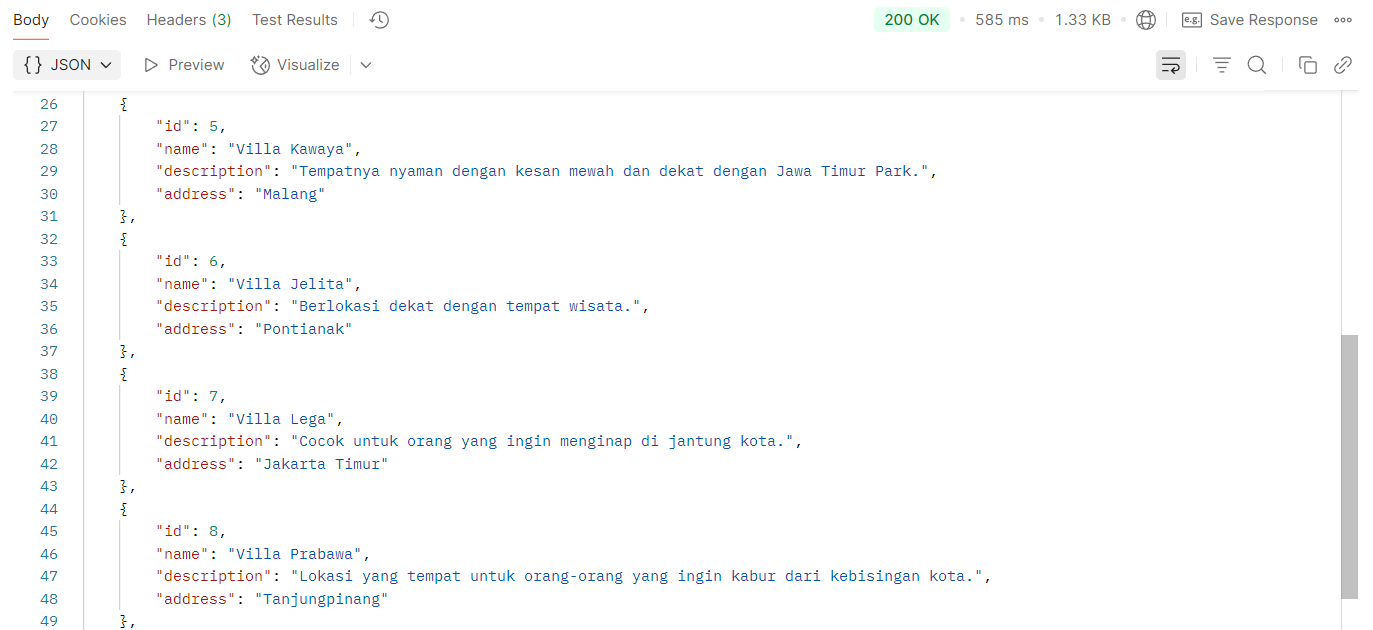 Body Cookies Headers (3) Test Results 200 OK • 585 ms • 1.33 KB • e.g. Save Response
{} JSON Preview Visualize
26 {
27 "id": 5,
28 "name": "Villa Kawaya",
29 "description": "Tempatnya nyaman dengan kesan mewah dan dekat dengan Jawa Timur Park.",
30 "address": "Malang"
31 },
32 {
33 "id": 6,
34 "name": "Villa Jelita",
35 "description": "Berlokasi dekat dengan tempat wisata.",
36 "address": "Pontianak"
37 },
38 {
39 "id": 7,
40 "name": "Villa Lega",
41 "description": "Cocok untuk orang yang ingin menginap di jantung kota.",
42 "address": "Jakarta Timur"
43 },
44 {
45 "id": 8,
46 "name": "Villa Prabawa",
47 "description": "Lokasi yang tempat untuk orang-orang yang ingin kabur dari kebisingan kota.",
48 "address": "Tanjungpinang"
49 },